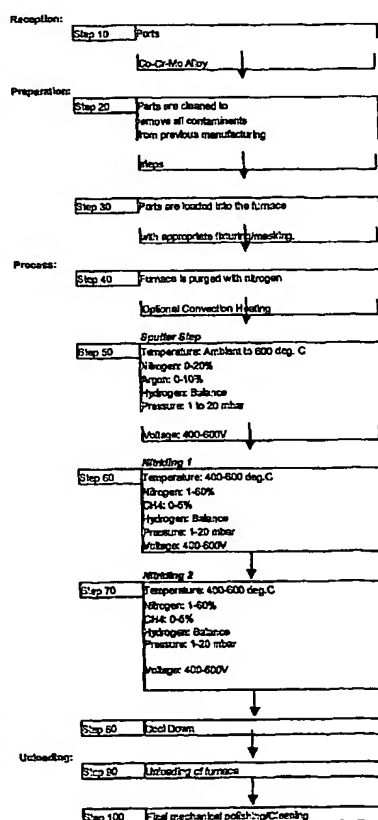 Reception:
Step 10 Parts
Co-Cr-Mo Alloy
Preparation:
Step 20 Parts are cleaned to
remove all contaminents
from previous manufacturing
steps
Step 30 Parts are loaded into the furnace
with appropriate fixturing/masking.
Process:
Step 40 Furnace is purged with nitrogen
Optional Convection Heating
Sputter Step
Step 50 Temperature: Ambient to 600 deg. C
Nitrogen: 0-20%
Argon: 0-10%
Hydrogen: Balance
Pressure: 1 to 20 mbar
Voltage: 400-600V
Nitriding 1
Step 60 Temperature: 400-600 deg.C
Nitrogen: 1-60%
CH4: 0-5%
Hydrogen: Balance
Pressure: 1-20 mbar
Voltage: 400-600V
Nitriding 2
Step 70 Temperature: 400-600 deg.C
Nitrogen: 1-60%
CH4: 0-5%
Hydrogen: Balance
Pressure: 1-20 mbar
Voltage: 400-600V
Step 80 Cool Down
Unloading:
Step 90 Unloading of furnace
Step 100 Final mechanical polishing/Cleaning